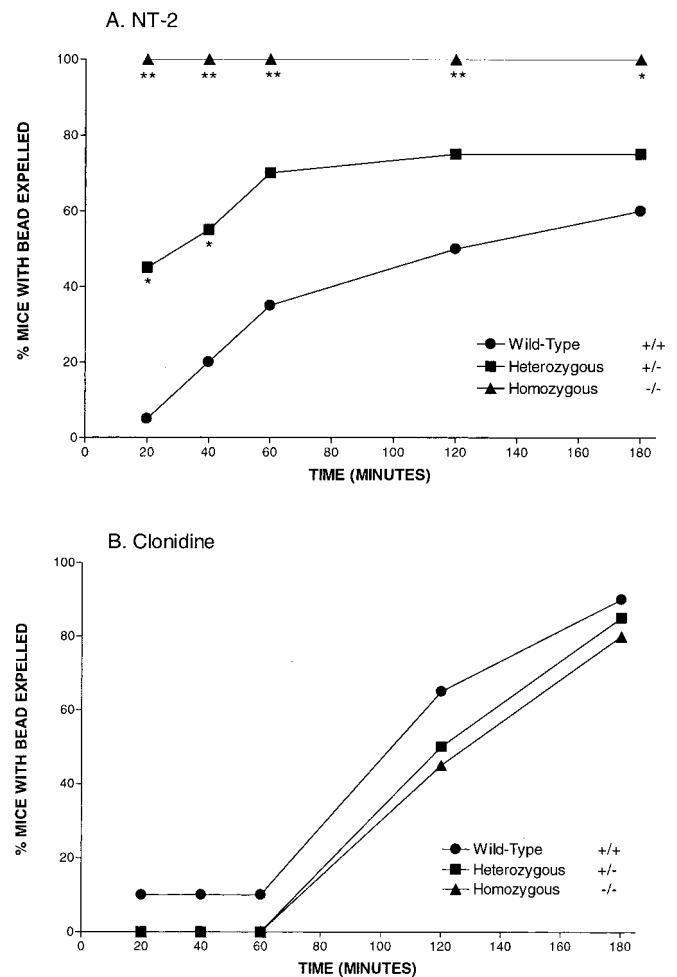 A. NT-2
100
80
60
40
20
0
% MICE WITH BEAD EXPELLED
** ** ** ** *
*
*
Wild-Type +/+
Heterozygous +/-
Homozygous -/-
0 20 40 60 80 100 120 140 160 180
TIME (MINUTES)
B. Clonidine
100
80
60
40
20
0
% MICE WITH BEAD EXPELLED
Wild-Type +/+
Heterozygous +/-
Homozygous -/-
0 20 40 60 80 100 120 140 160 180
TIME (MINUTES)